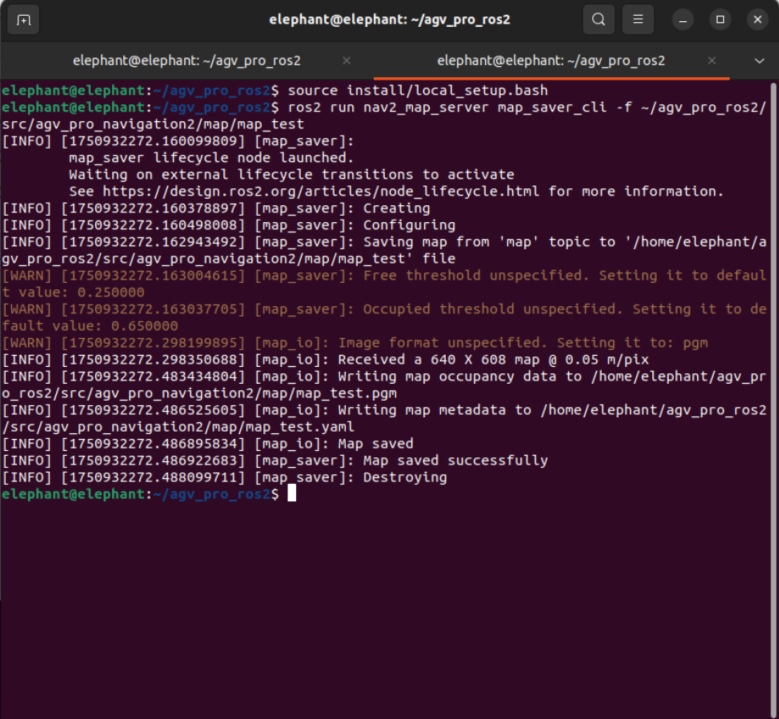 elephant@elephant: ~/agv_pro_ros2
elephant@elephant: ~/agv_pro_ros2
elephant@elephant: ~/agv_pro_ros2
elephant@elephant:~/agv_pro_ros2$ source install/local_setup.bash
elephant@elephant:~/agv_pro_ros2$ ros2 run nav2_map_server map_saver_cli -f ~/agv_pro_ros2/
src/agv_pro_navigation2/map/map_test
[INFO] [1750932272.160099809] [map_saver]:
        map_saver lifecycle node launched.
        Waiting on external lifecycle transitions to activate
        See https://design.ros2.org/articles/node_lifecycle.html for more information.
[INFO] [1750932272.160378897] [map_saver]: Creating
[INFO] [1750932272.160498008] [map_saver]: Configuring
[INFO] [1750932272.162943492] [map_saver]: Saving map from 'map' topic to '/home/elephant/a
gv_pro_ros2/src/agv_pro_navigation2/map/map_test' file
[WARN] [1750932272.163004615] [map_saver]: Free threshold unspecified. Setting it to defaul
t value: 0.250000
[WARN] [1750932272.163037705] [map_saver]: Occupied threshold unspecified. Setting it to de
fault value: 0.650000
[WARN] [1750932272.298199895] [map_io]: Image format unspecified. Setting it to: pgm
[INFO] [1750932272.298350688] [map_io]: Received a 640 X 608 map @ 0.05 m/pix
[INFO] [1750932272.483434804] [map_io]: Writing map occupancy data to /home/elephant/agv_pr
o_ros2/src/agv_pro_navigation2/map/map_test.pgm
[INFO] [1750932272.486525605] [map_io]: Writing map metadata to /home/elephant/agv_pro_ros2
/src/agv_pro_navigation2/map/map_test.yaml
[INFO] [1750932272.486895834] [map_io]: Map saved
[INFO] [1750932272.486922683] [map_saver]: Map saved successfully
[INFO] [1750932272.488099711] [map_saver]: Destroying
elephant@elephant:~/agv_pro_ros2$